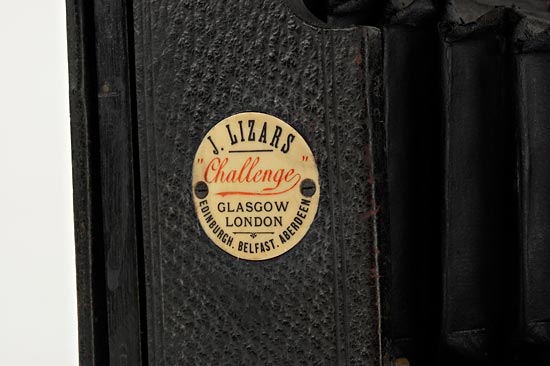 J. LIZARS
"Challenge"
GLASGOW
LONDON
EDINBURGH. BELFAST. ABERDEEN